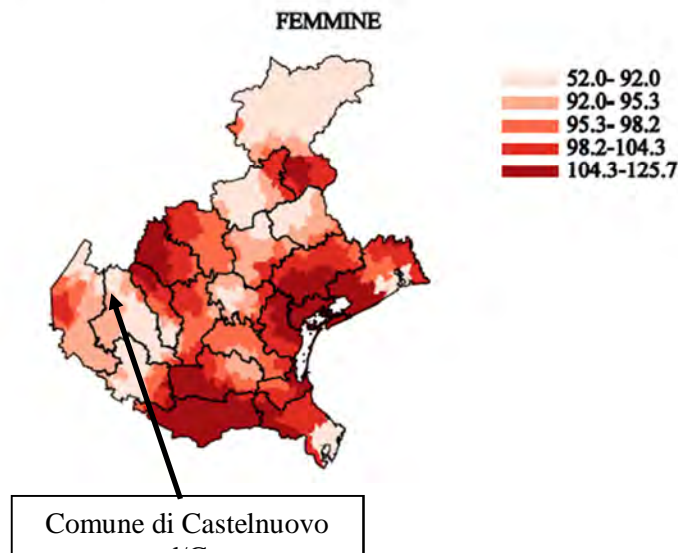 FEMMINE
52.0- 92.0
92.0- 95.3
95.3- 98.2
98.2-104.3
104.3-125.7
Comune di Castelnuovo